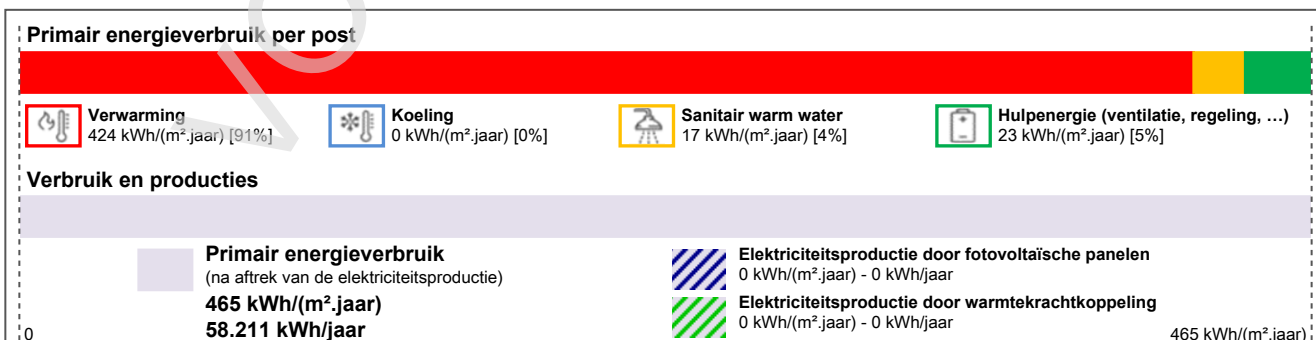 Primair energieverbruik per post
Verwarming
424 kWh/(m².jaar) [91%]
Koeling
0 kWh/(m².jaar) [0%]
Sanitair warm water
17 kWh/(m².jaar) [4%]
Hulpenergie (ventilatie, regeling, …)
23 kWh/(m².jaar) [5%]
Verbruik en producties
Primair energieverbruik
(na aftrek van de elektriciteitsproductie)
465 kWh/(m².jaar)
58.211 kWh/jaar
Elektriciteitsproductie door fotovoltaïsche panelen
0 kWh/(m².jaar) - 0 kWh/jaar
Elektriciteitsproductie door warmtekrachtkoppeling
0 kWh/(m².jaar) - 0 kWh/jaar
0
465 kWh/(m².jaar)